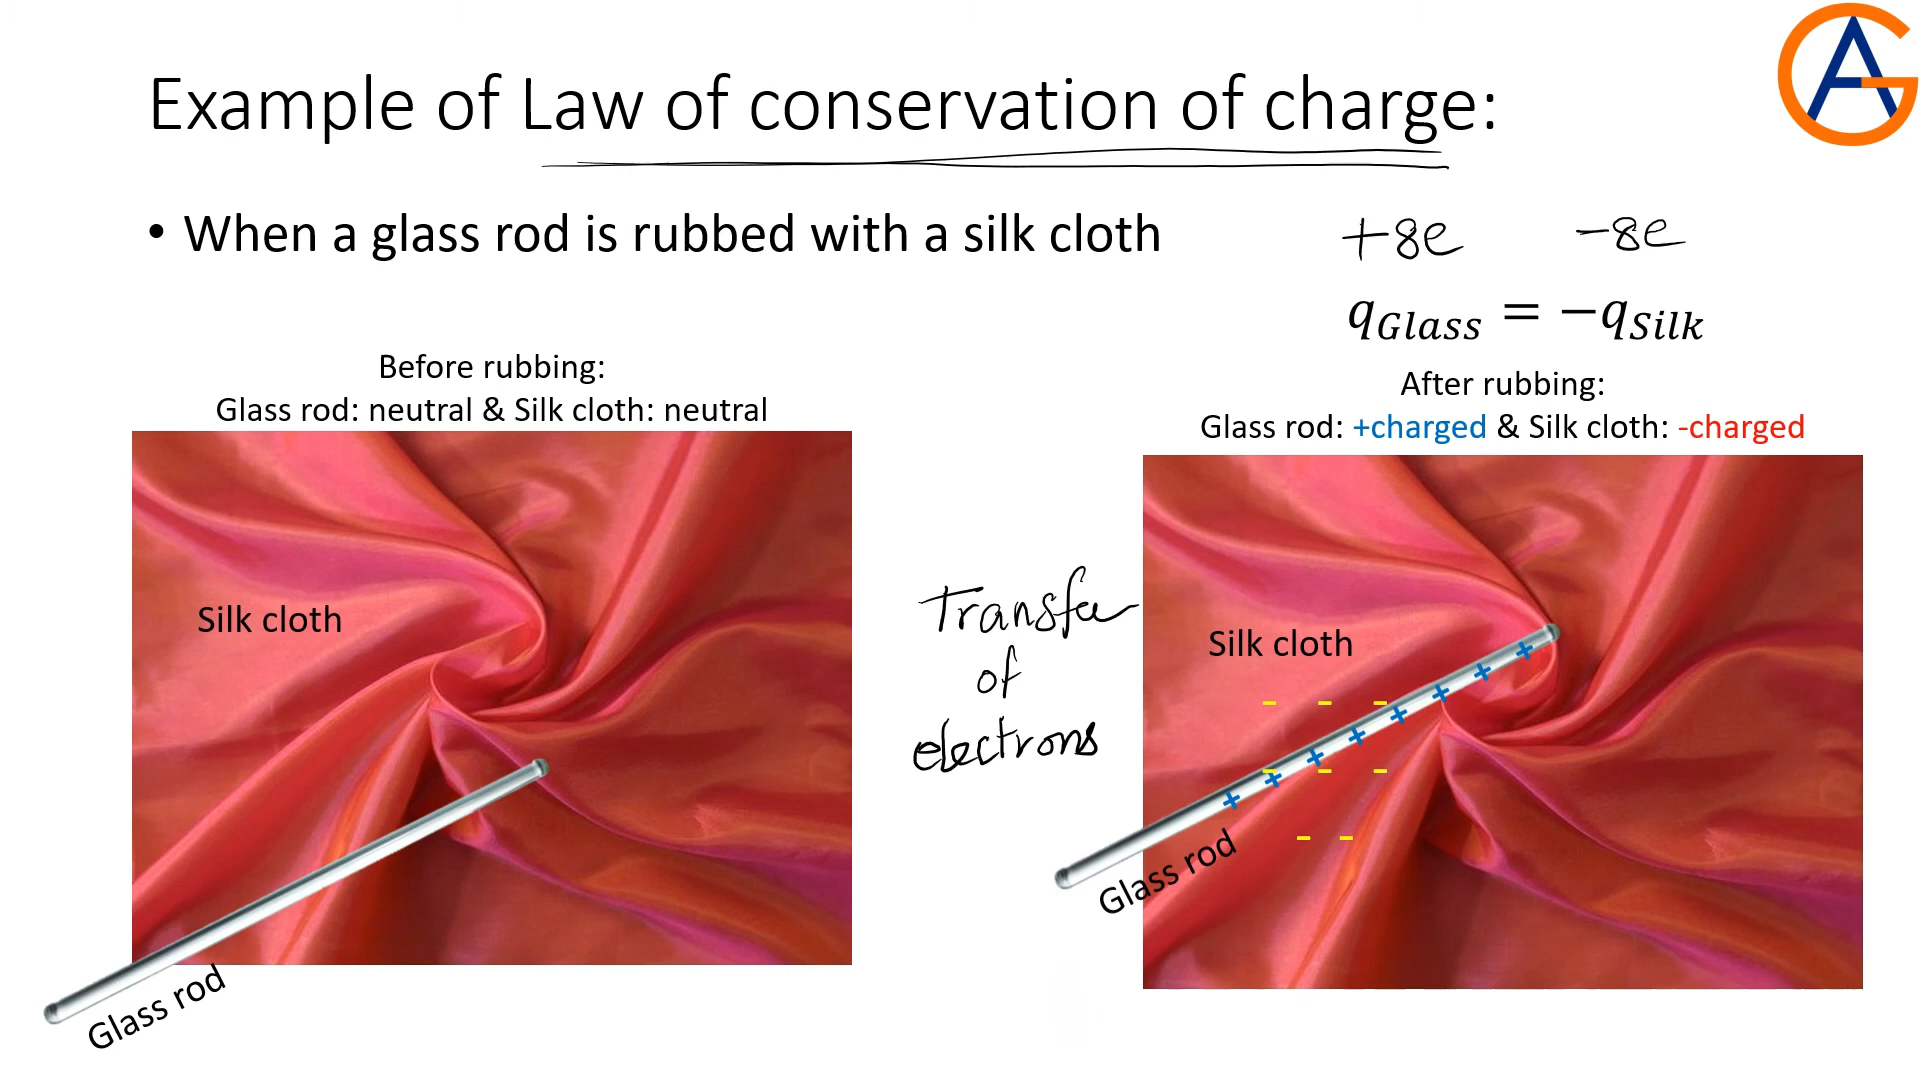 Example of Law of conservation of charge:
• When a glass rod is rubbed with a silk cloth
+8e -8e
q_Glass = −q_Silk
Before rubbing:
Glass rod: neutral & Silk cloth: neutral
After rubbing:
Glass rod: +charged & Silk cloth: -charged
Silk cloth
Glass rod
Transfer
of
electrons
Silk cloth
+ + + + + + + +
- - -
- - -
- -
Glass rod
AG